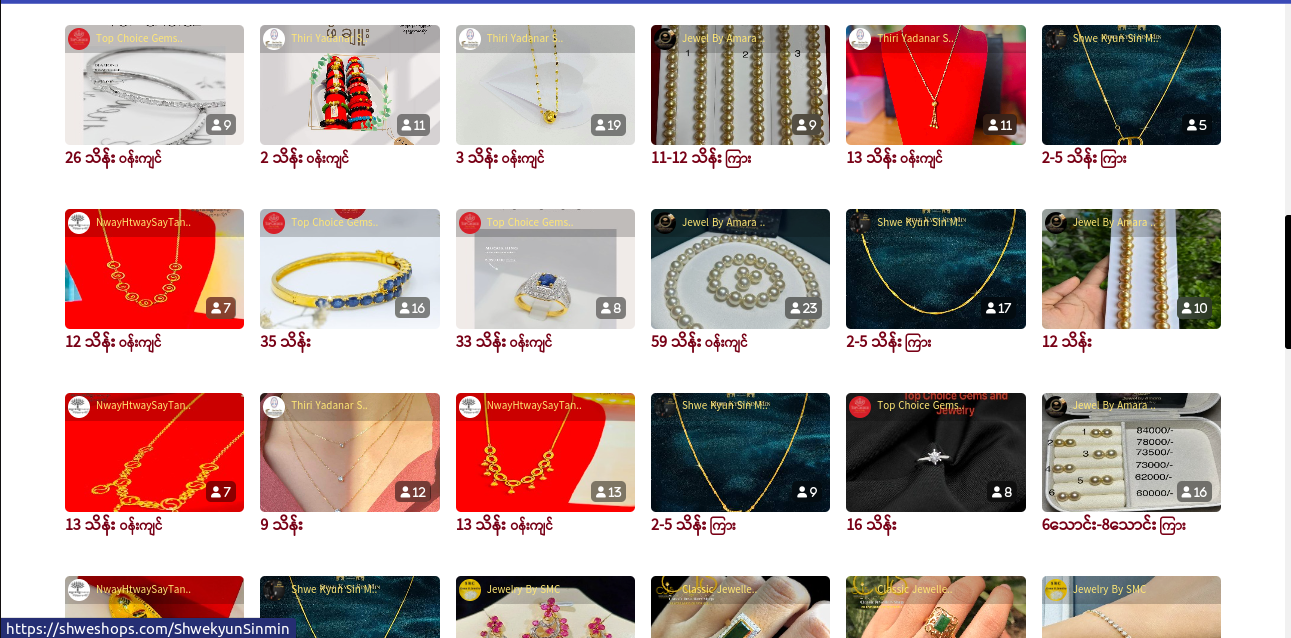 Top Choice Gems..
Thiri Yadanar S..
Thiri Yadanar S..
Jewel By Amara ..
Thiri Yadanar S..
Shwe Kyun Sin M..
1
2
3
9
11
19
9
11
5
26 သိန်း ဝန်းကျင်
2 သိန်း ဝန်းကျင်
3 သိန်း ဝန်းကျင်
11-12 သိန်း ကြား
13 သိန်း ဝန်းကျင်
2-5 သိန်း ကြား
NwayHtwaySayTan..
Top Choice Gems..
Top Choice Gems..
Jewel By Amara ..
Shwe Kyun Sin M..
Jewel By Amara ..
7
16
8
23
17
10
12 သိန်း ဝန်းကျင်
35 သိန်း
33 သိန်း ဝန်းကျင်
59 သိန်း ဝန်းကျင်
2-5 သိန်း ကြား
12 သိန်း
NwayHtwaySayTan..
Thiri Yadanar S..
NwayHtwaySayTan..
Shwe Kyun Sin M..
Top Choice Gems..
Top Choice Gems and
Jewelry
Jewel By Amara ..
1
2
3
4
5
6
84000/-
78000/-
73500/-
73000/-
62000/-
60000/-
7
12
13
9
8
16
13 သိန်း ဝန်းကျင်
9 သိန်း
13 သိန်း ဝန်းကျင်
2-5 သိန်း ကြား
16 သိန်း
6သောင်း-8သောင်း ကြား
NwayHtwaySayTan..
Shwe Kyun Sin M..
Jewelry By SMC
Classic Jewelle..
Classic Jewelle..
Jewelry By SMC
https://shweshops.com/ShwekyunSinmin